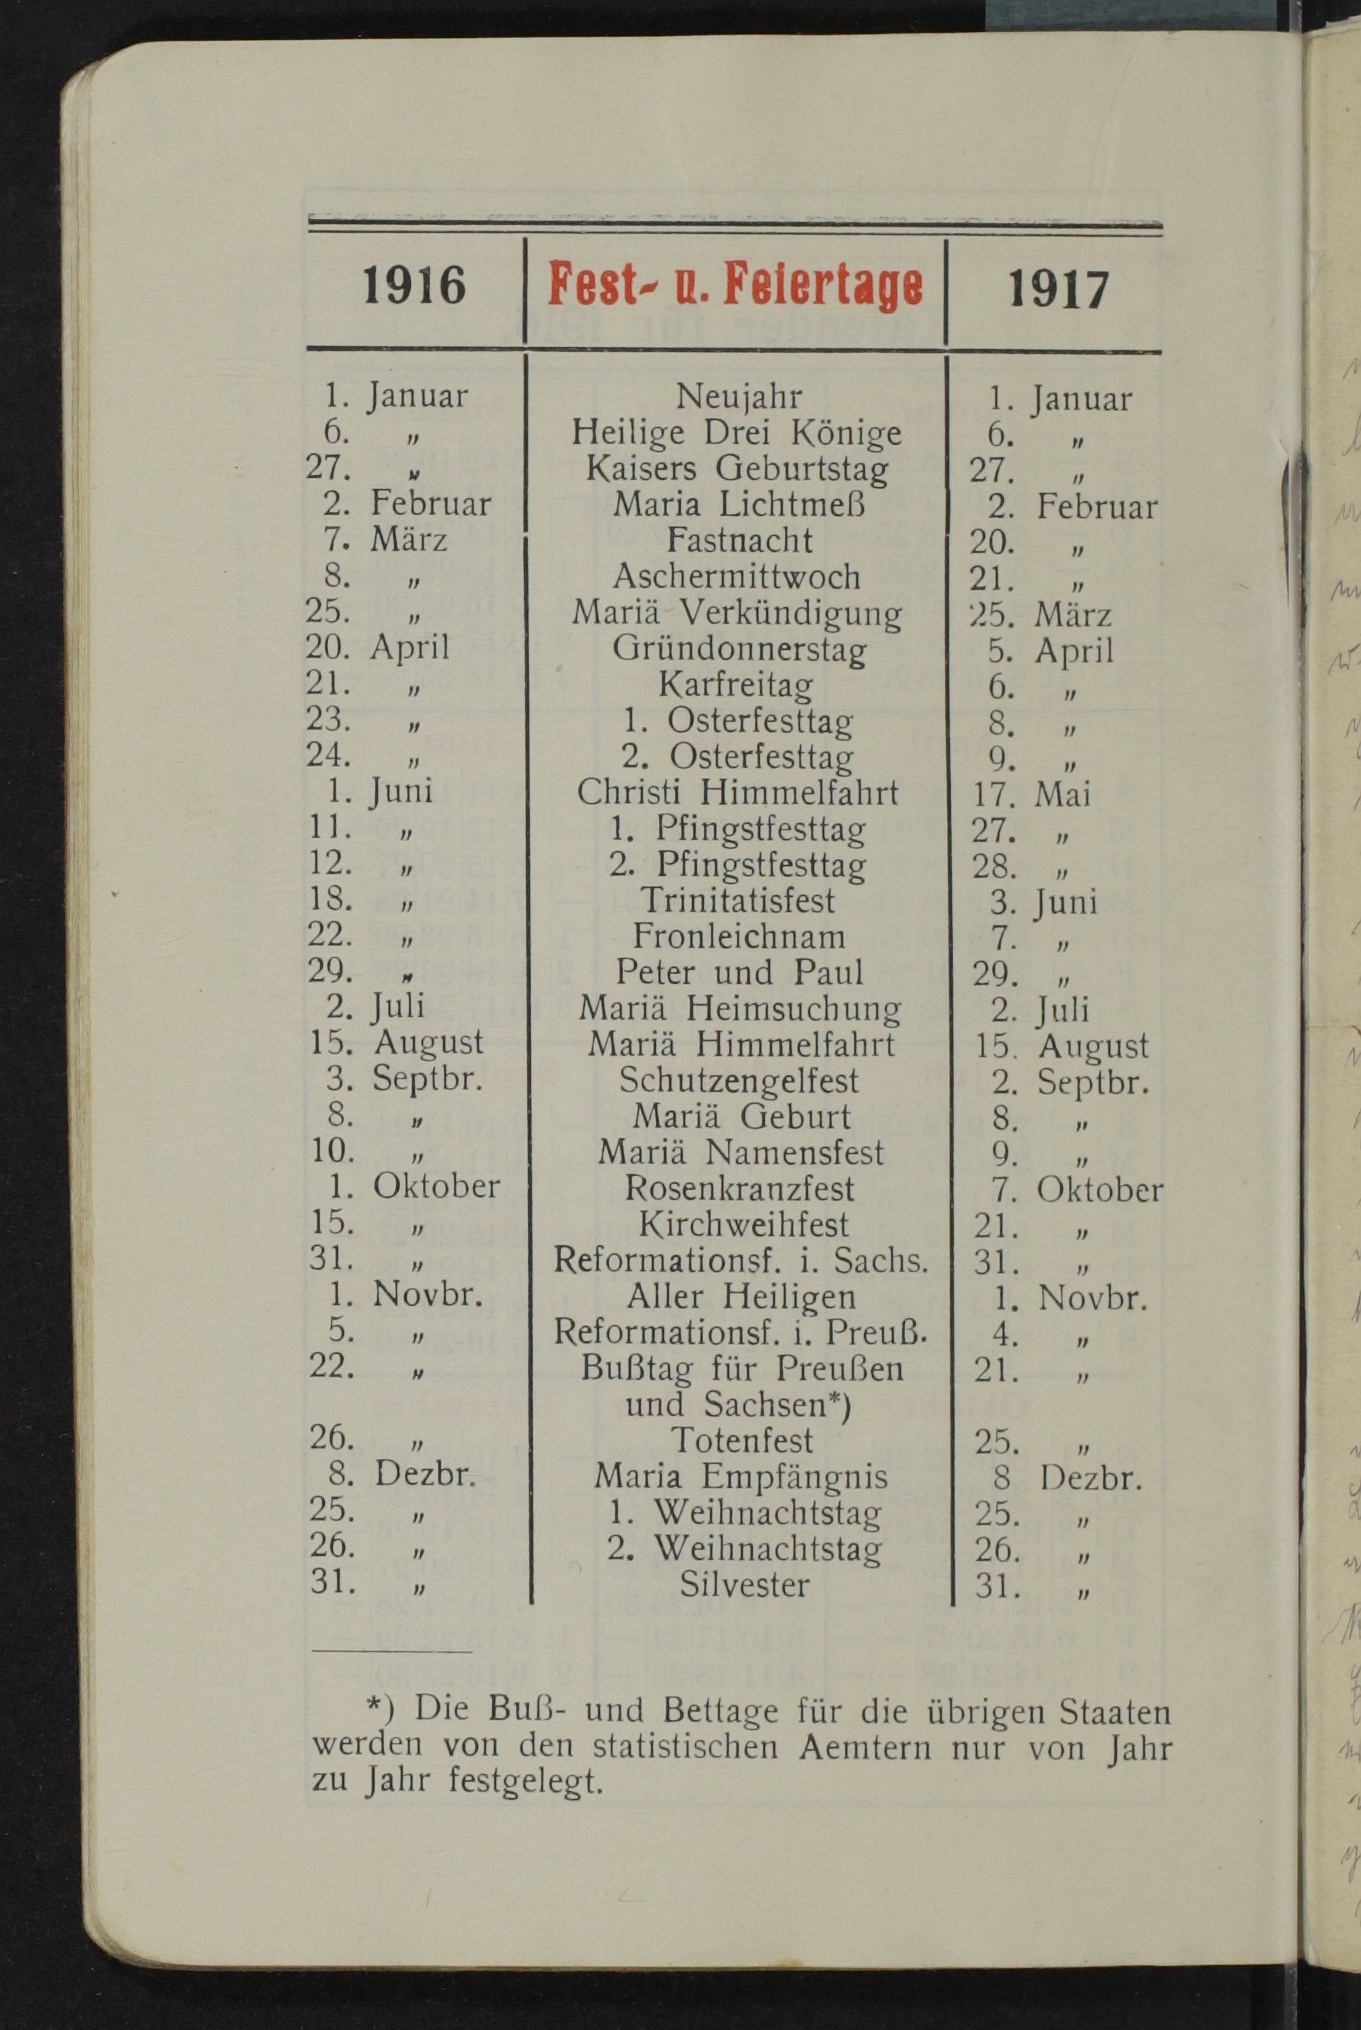 1916 Fest- u. Feiertage 1917
1. Januar Neujahr 1. Januar
6. „ Heilige Drei Könige 6. „
27. „ Kaisers Geburtstag 27. „
2. Februar Maria Lichtmeß 2. Februar
7. März Fastnacht 20. „
8. „ Aschermittwoch 21. „
25. „ Mariä Verkündigung 25. März
20. April Gründonnerstag 5. April
21. „ Karfreitag 6. „
23. „ 1. Osterfesttag 8. „
24. „ 2. Osterfesttag 9. „
1. Juni Christi Himmelfahrt 17. Mai
11. „ 1. Pfingstfesttag 27. „
12. „ 2. Pfingstfesttag 28. „
18. „ Trinitatisfest 3. Juni
22. „ Fronleichnam 7. „
29. „ Peter und Paul 29. „
2. Juli Mariä Heimsuchung 2. Juli
15. August Mariä Himmelfahrt 15. August
3. Septbr. Schutzengelfest 2. Septbr.
8. „ Mariä Geburt 8. „
10. „ Mariä Namensfest 9. „
1. Oktober Rosenkranzfest 7. Oktober
15. „ Kirchweihfest 21. „
31. „ Reformationsf. i. Sachs. 31. „
1. Novbr. Aller Heiligen 1. Novbr.
5. „ Reformationsf. i. Preuß. 4. „
22. „ Bußtag für Preußen 21. „
und Sachsen*)
26. „ Totenfest 25. „
8. Dezbr. Maria Empfängnis 8 Dezbr.
25. „ 1. Weihnachtstag 25. „
26. „ 2. Weihnachtstag 26. „
31. „ Silvester 31. „
*) Die Buß- und Bettage für die übrigen Staaten
werden von den statistischen Aemtern nur von Jahr
zu Jahr festgelegt.